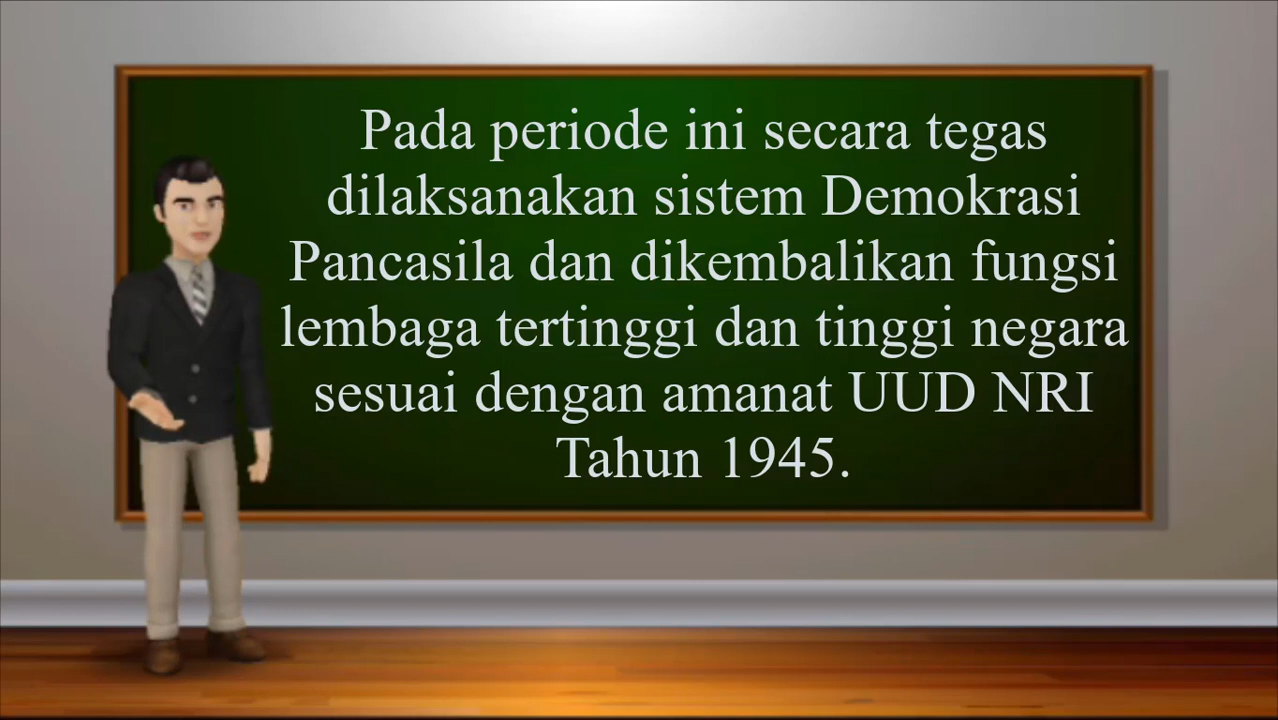 Pada periode ini secara tegas
dilaksanakan sistem Demokrasi
Pancasila dan dikembalikan fungsi
lembaga tertinggi dan tinggi negara
sesuai dengan amanat UUD NRI
Tahun 1945.